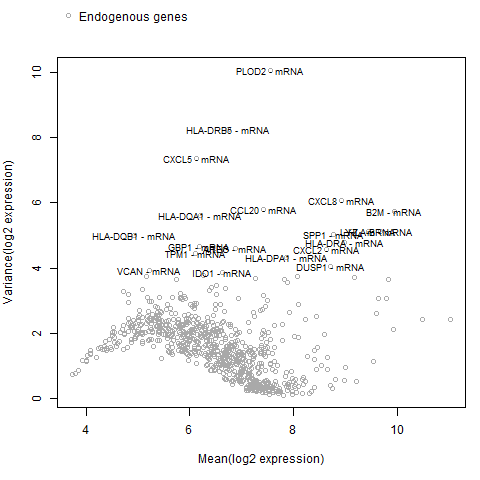 Endogenous genes
PLOD2 - mRNA
HLA-DRB5 - mRNA
CXCL5 - mRNA
CXCL8 - mRNA
CCL20 - mRNA
B2M - mRNA
HLA-DQA1 - mRNA
HLA-DQB1 - mRNA
SPP1 - mRNA
mRNA
HLA-DRA - mRNA
GBP1 - mRNA
mRNA
CXCL2 - mRNA
TPM1 - mRNA
HLA-DPA1 - mRNA
DUSP1 - mRNA
VCAN - mRNA
IDO1 - mRNA
10
8
6
4
2
0
Variance(log2 expression)
4
6
8
10
Mean(log2 expression)